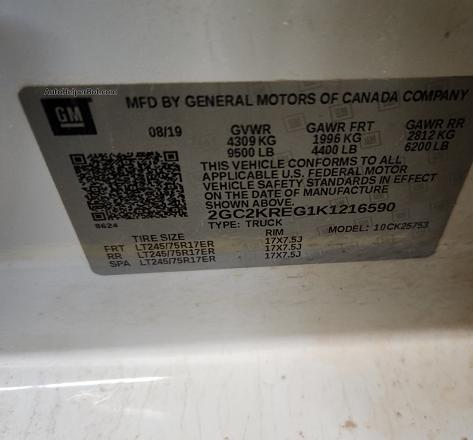 AutoHelperBot.com
GM
MFD BY GENERAL MOTORS OF CANADA COMPANY
08/19 GVWR GAWR FRT GAWR RR
4309 KG 1996 KG 2812 KG
9500 LB 4400 LB 6200 LB
THIS VEHICLE CONFORMS TO ALL
APPLICABLE U.S. FEDERAL MOTOR
VEHICLE SAFETY STANDARDS IN EFFECT
ON THE DATE OF MANUFACTURE
SHOWN ABOVE.
2GC2KREG1K1216590
8624 TYPE: TRUCK MODEL: 10CK25753
TIRE SIZE RIM
FRT LT245/75R17ER 17X7.5J
RR LT245/75R17ER 17X7.5J
SPA LT245/75R17ER 17X7.5J